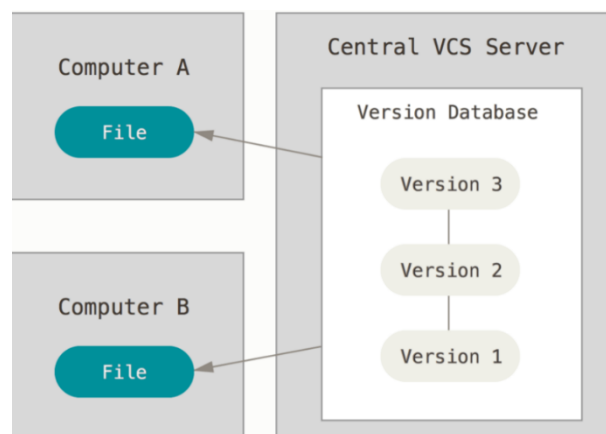 Computer A
File
Computer B
File
Central VCS Server
Version Database
Version 3
Version 2
Version 1